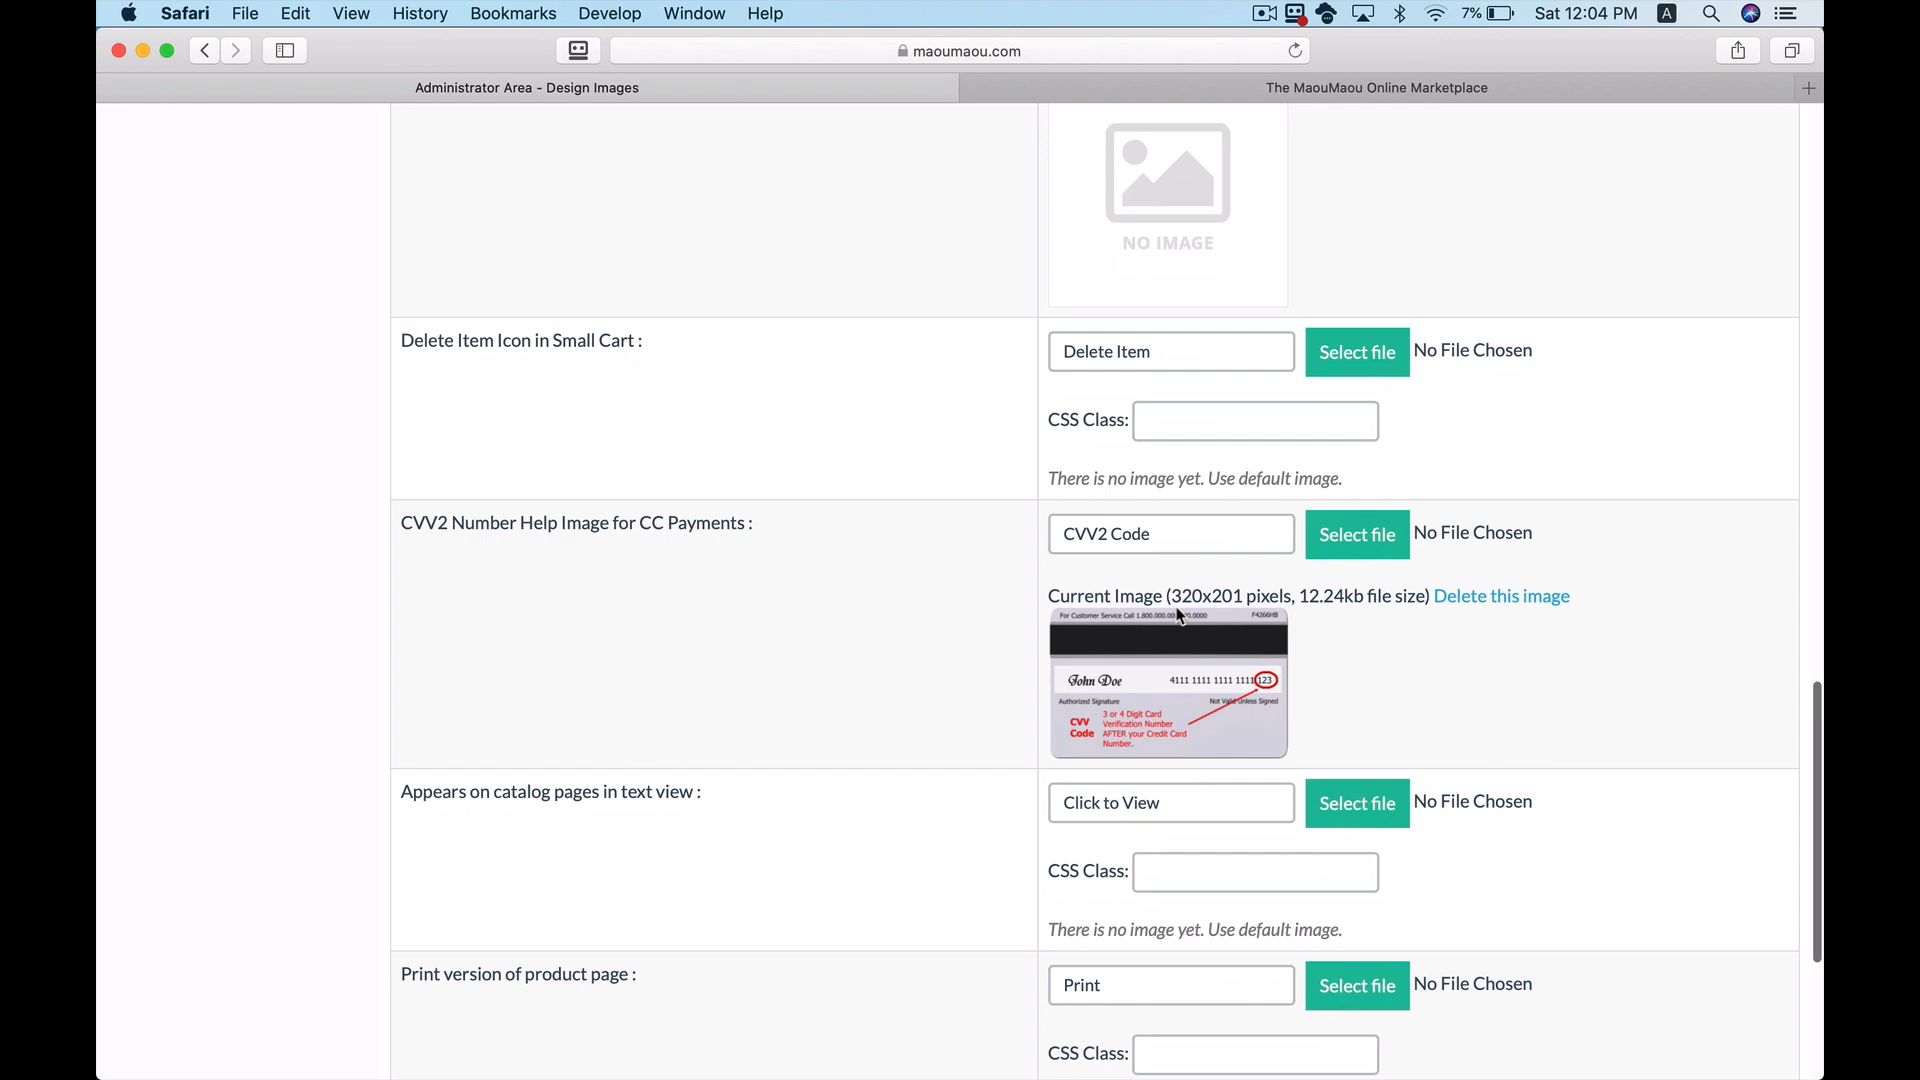 Safari File Edit View History Bookmarks Develop Window Help 7% Sat 12:04 PM A
maoumaou.com
Administrator Area - Design Images The MaouMaou Online Marketplace
NO IMAGE
Delete Item Icon in Small Cart : Delete Item Select file No File Chosen
CSS Class:
There is no image yet. Use default image.
CVV2 Number Help Image for CC Payments : CVV2 Code Select file No File Chosen
Current Image (320x201 pixels, 12.24kb file size) Delete this image
For Customer Service Call 1.800.000.00 0.0000 F4266HB
John Doe 4111 1111 1111 1111 123
Authorized Signature Not Valid Unless Signed
CVV Code
3 or 4 Digit Card
Verification Number
AFTER your Credit Card
Number.
Appears on catalog pages in text view : Click to View Select file No File Chosen
CSS Class:
There is no image yet. Use default image.
Print version of product page : Print Select file No File Chosen
CSS Class: